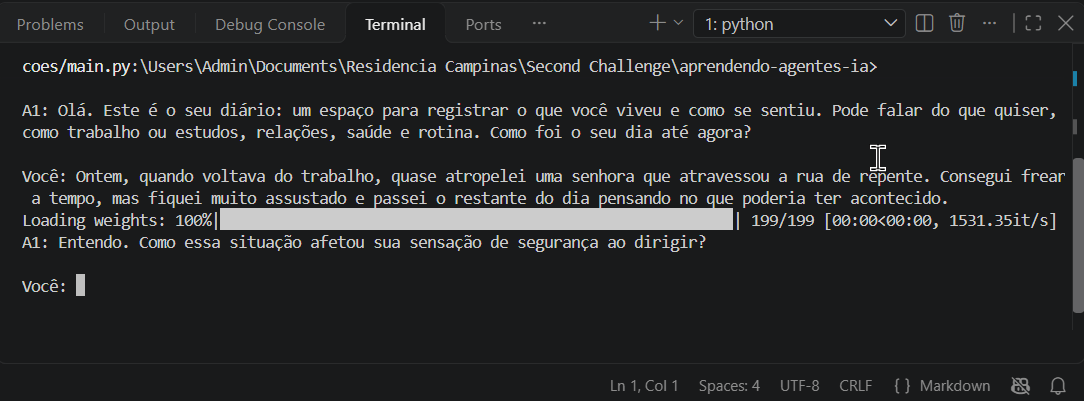 Problems Output Debug Console Terminal Ports ··· 1: python ···
coes/main.py:\Users\Admin\Documents\Residencia Campinas\Second Challenge\aprendendo-agentes-ia>
A1: Olá. Este é o seu diário: um espaço para registrar o que você viveu e como se sentiu. Pode falar do que quiser,
como trabalho ou estudos, relações, saúde e rotina. Como foi o seu dia até agora?
Você: Ontem, quando voltava do trabalho, quase atropelei uma senhora que atravessou a rua de repente. Consegui frear
a tempo, mas fiquei muito assustado e passei o restante do dia pensando no que poderia ter acontecido.
Loading weights: 100%| | 199/199 [00:00<00:00, 1531.35it/s]
A1: Entendo. Como essa situação afetou sua sensação de segurança ao dirigir?
Você:
Ln 1, Col 1 Spaces: 4 UTF-8 CRLF { } Markdown